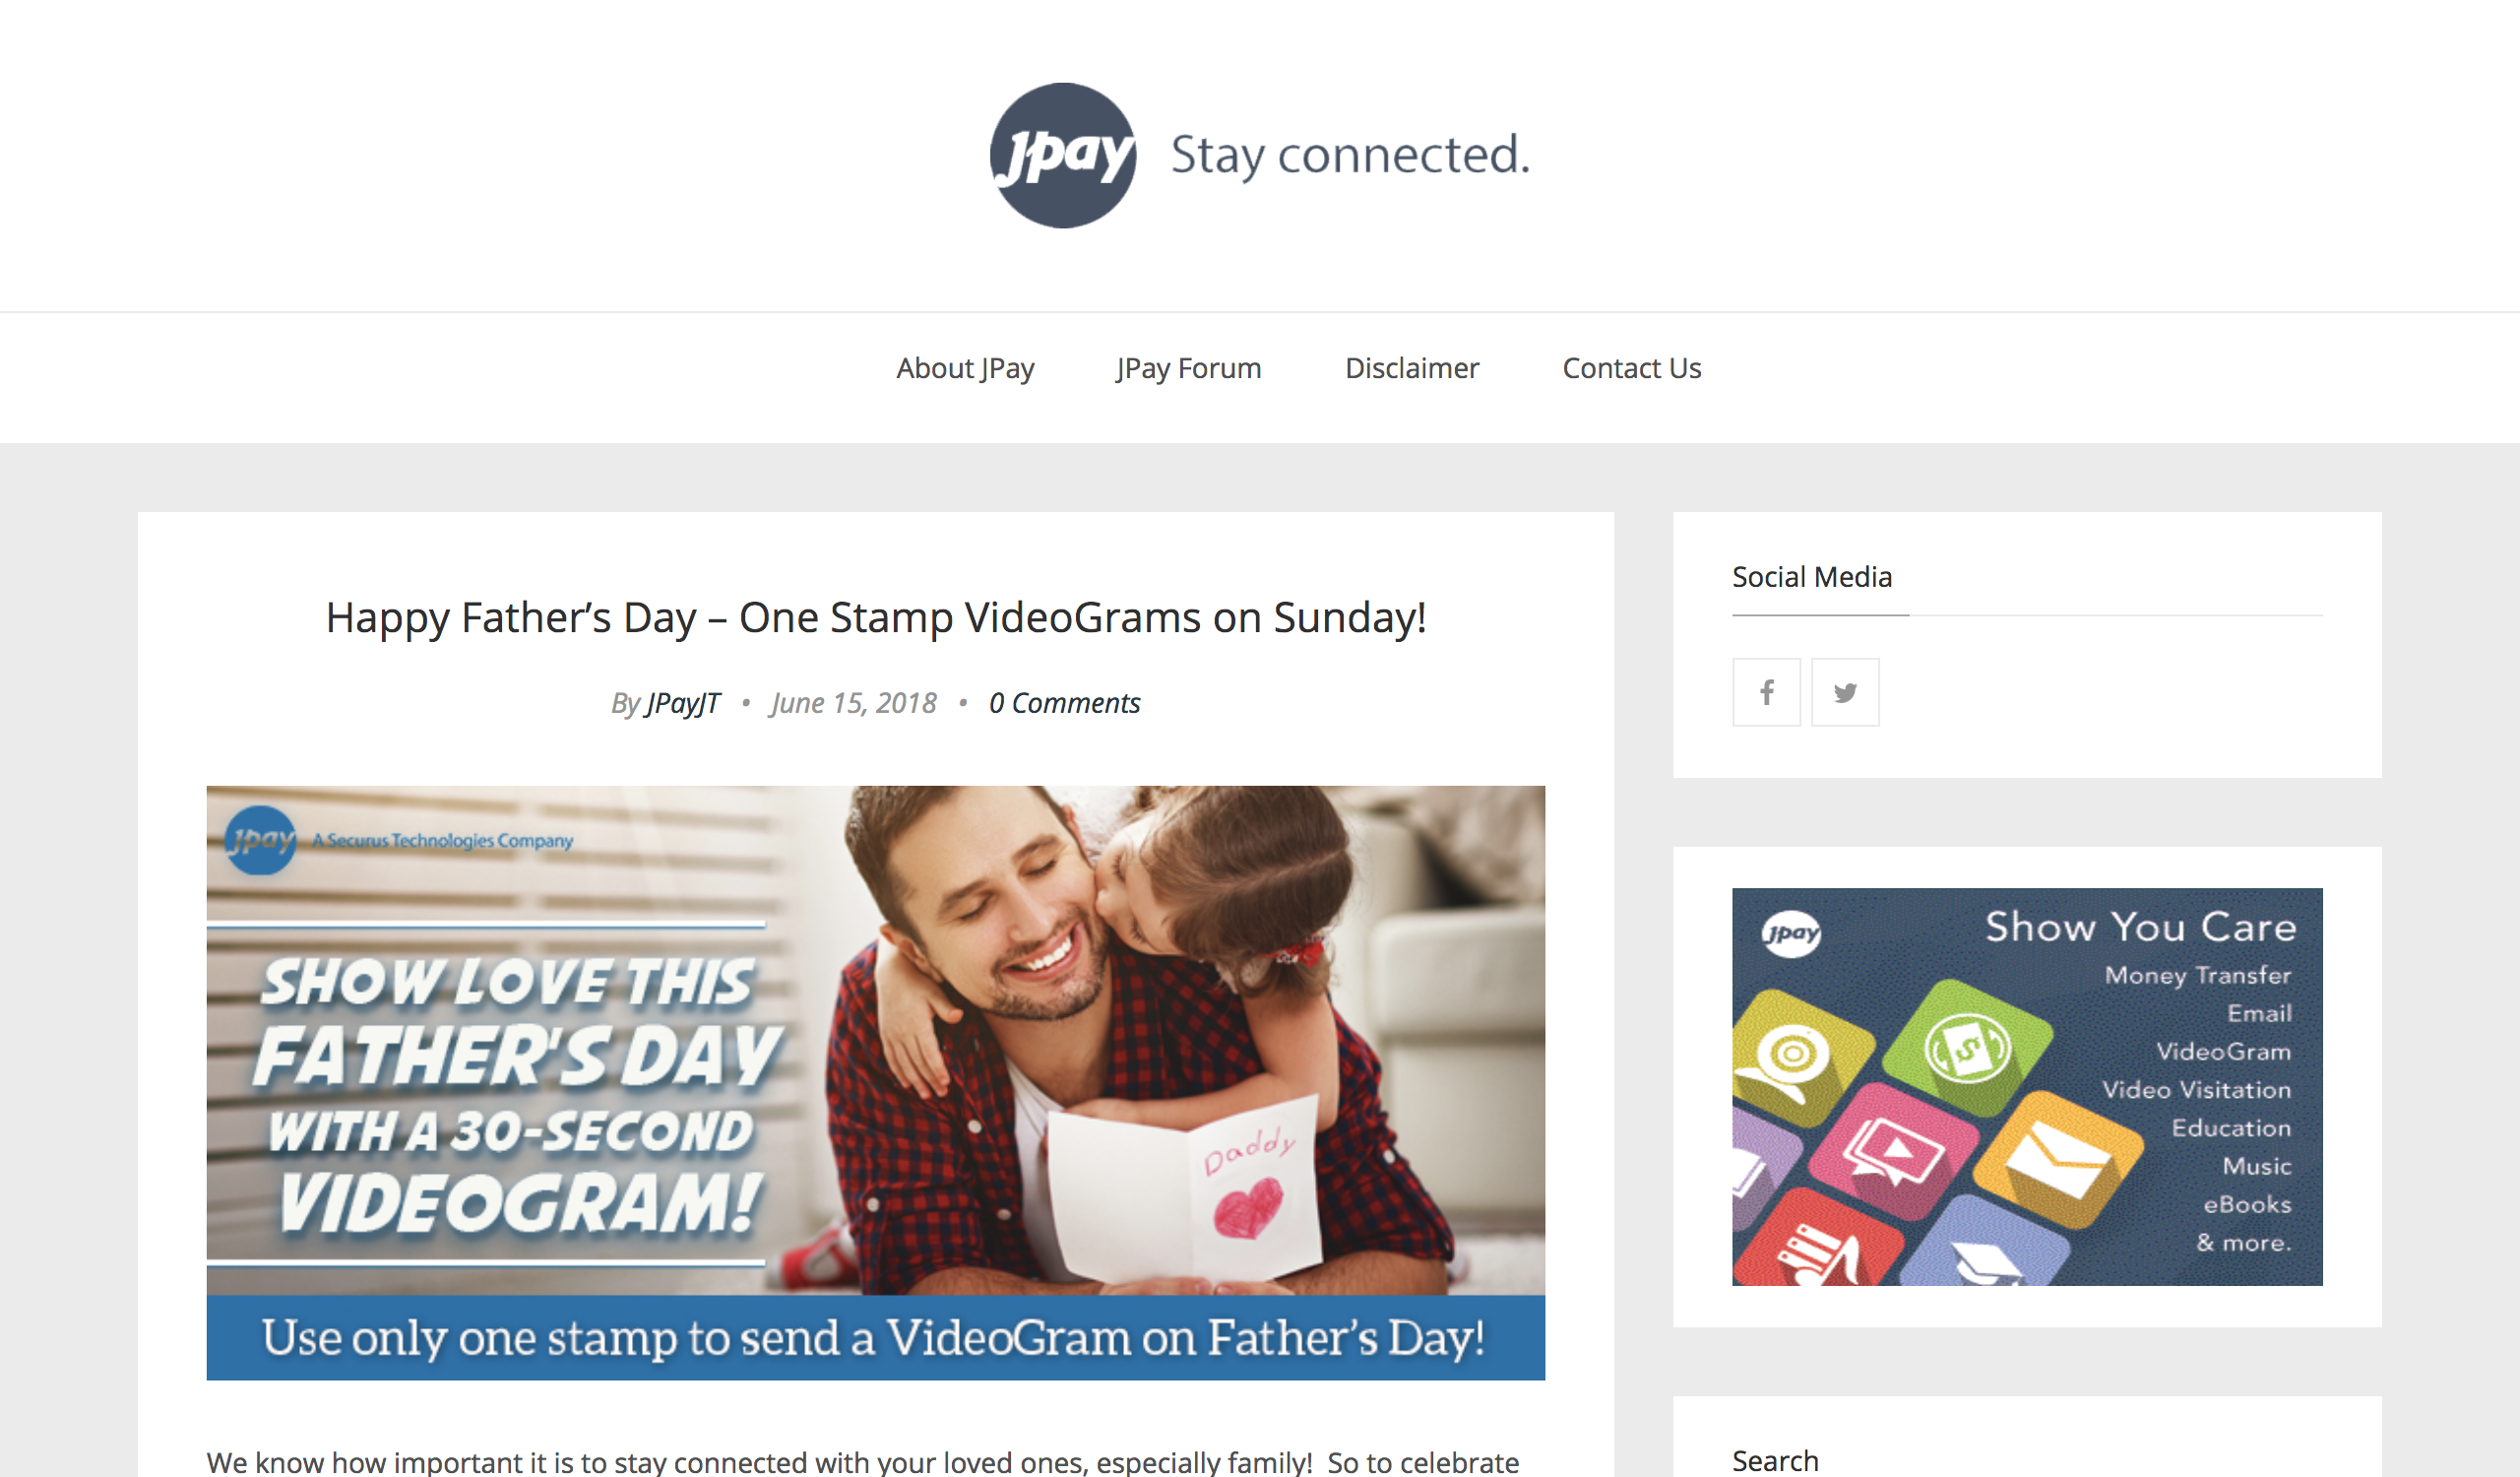 jpay Stay connected.
About JPay JPay Forum Disclaimer Contact Us
Happy Father’s Day – One Stamp VideoGrams on Sunday!
By JPayJT • June 15, 2018 • 0 Comments
jpay A Securus Technologies Company
SHOW LOVE THIS
FATHER'S DAY
WITH A 30-SECOND
VIDEOGRAM!
Daddy
Use only one stamp to send a VideoGram on Father’s Day!
We know how important it is to stay connected with your loved ones, especially family!  So to celebrate
Social Media
jpay
Show You Care
Money Transfer
Email
VideoGram
Video Visitation
Education
Music
eBooks
& more.
Search